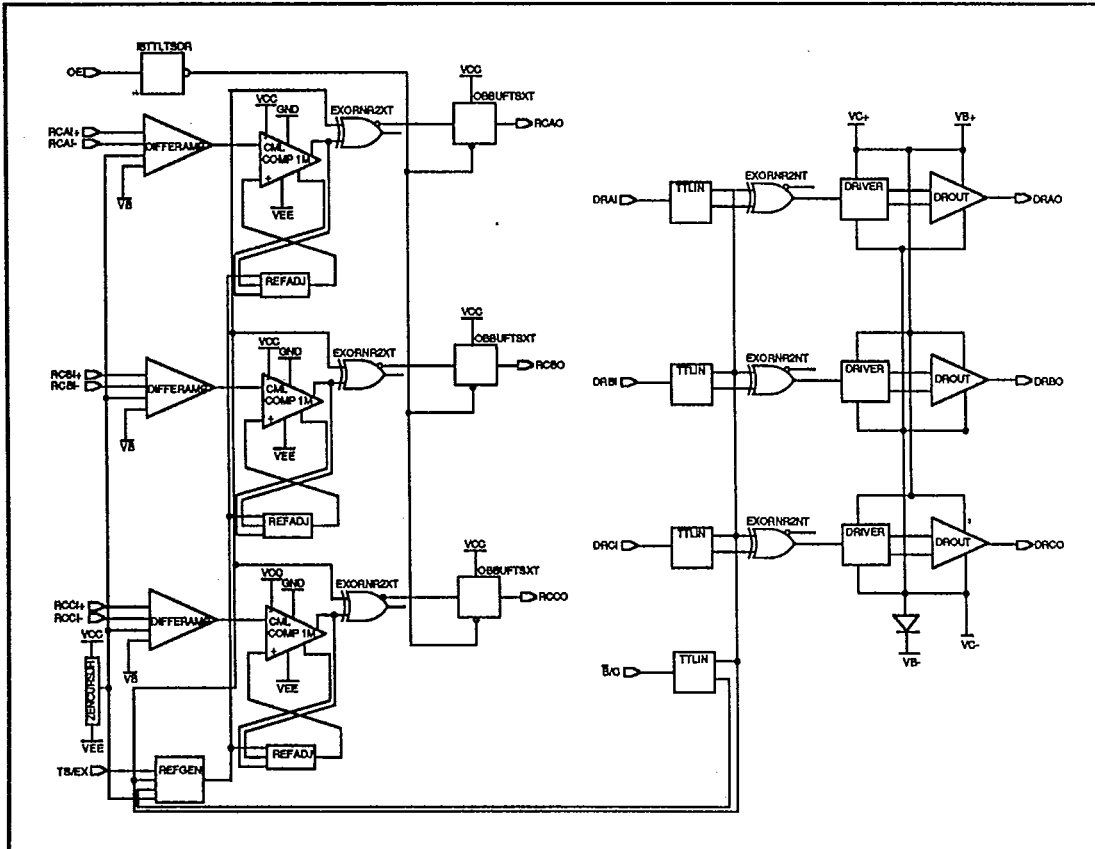 ISTTLTSDR
OE
VCC
GND
EXORNR2XT
VCC
OBBUFTSXT
RCAI+
RCAI-
DIFFERAMP
CML
COMP 1M
RCAO
VB
VEE
REFADJ
VC+
VB+
DRAI
TTLIN
EXORNR2NT
DRIVER
DROUT
DRAO
VCC
GND
EXORNR2XT
VCC
OBBUFTSXT
RCBI+
RCBI-
DIFFERAMP
CML
COMP 1M
RCBO
VB
VEE
REFADJ
DRBI
TTLIN
EXORNR2NT
DRIVER
DROUT
DRBO
VCC
GND
EXORNR2XT
VCC
OBBUFTSXT
RCCI+
RCCI-
DIFFERAMP
CML
COMP 1M
RCCO
VCC
VB
VEE
ZENCURSJR1
VEE
REFADJ
DRCI
TTLIN
EXORNR2NT
DRIVER
DROUT
DRCO
B/C
TTLIN
VB-
VC-
TS/EX
REFGEN